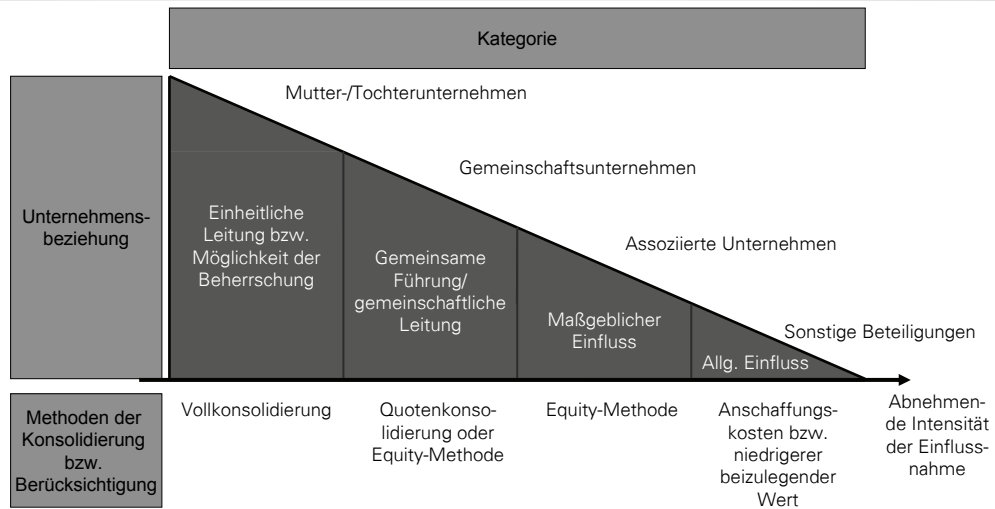 Kategorie
Mutter-/Tochterunternehmen
Gemeinschaftsunternehmen
Assoziierte Unternehmen
Sonstige Beteiligungen
Unternehmens-
beziehung
Einheitliche
Leitung bzw.
Möglichkeit der
Beherrschung
Gemeinsame
Führung/
gemeinschaftliche
Leitung
Maßgeblicher
Einfluss
Allg. Einfluss
Methoden der
Konsolidierung
bzw.
Berücksichtigung
Vollkonsolidierung
Quotenkonso-
lidierung oder
Equity-Methode
Equity-Methode
Anschaffungs-
kosten bzw.
niedrigerer
beizulegender
Wert
Abnehmen-
de Intensität
der Einfluss-
nahme